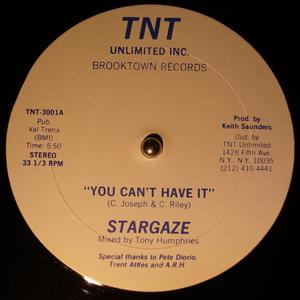 TNT
UNLIMITED INC.
BROOKTOWN RECORDS
TNT-3001A
Pub.
Val Trena
(BMI)
Time: 5:50
STEREO
33 1/3 RPM
Prod. by
Keith Saunders
Dist. by
TNT Unlimited
1428 Fifth Ave.
N.Y. N.Y. 10035
(212) 410 4441
"YOU CAN'T HAVE IT"
(C. Joseph & C. Riley)
STARGAZE
Mixed by Tony Humphries
Special thanks to Pete Diorio,
Trent Attles and A.R.H.